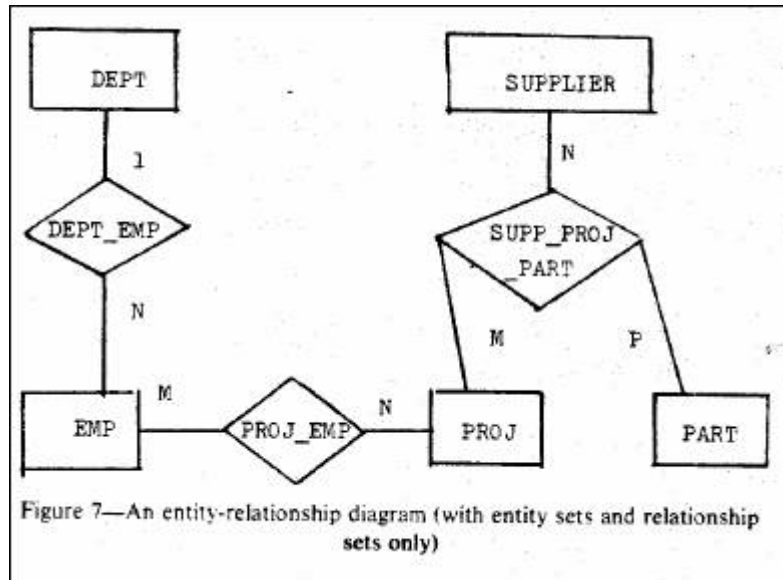 DEPT
SUPPLIER
1
N
DEPT_EMP
SUPP_PROJ
_PART
N
M
P
M
N
EMP
PROJ_EMP
PROJ
PART
Figure 7—An entity-relationship diagram (with entity sets and relationship
sets only)